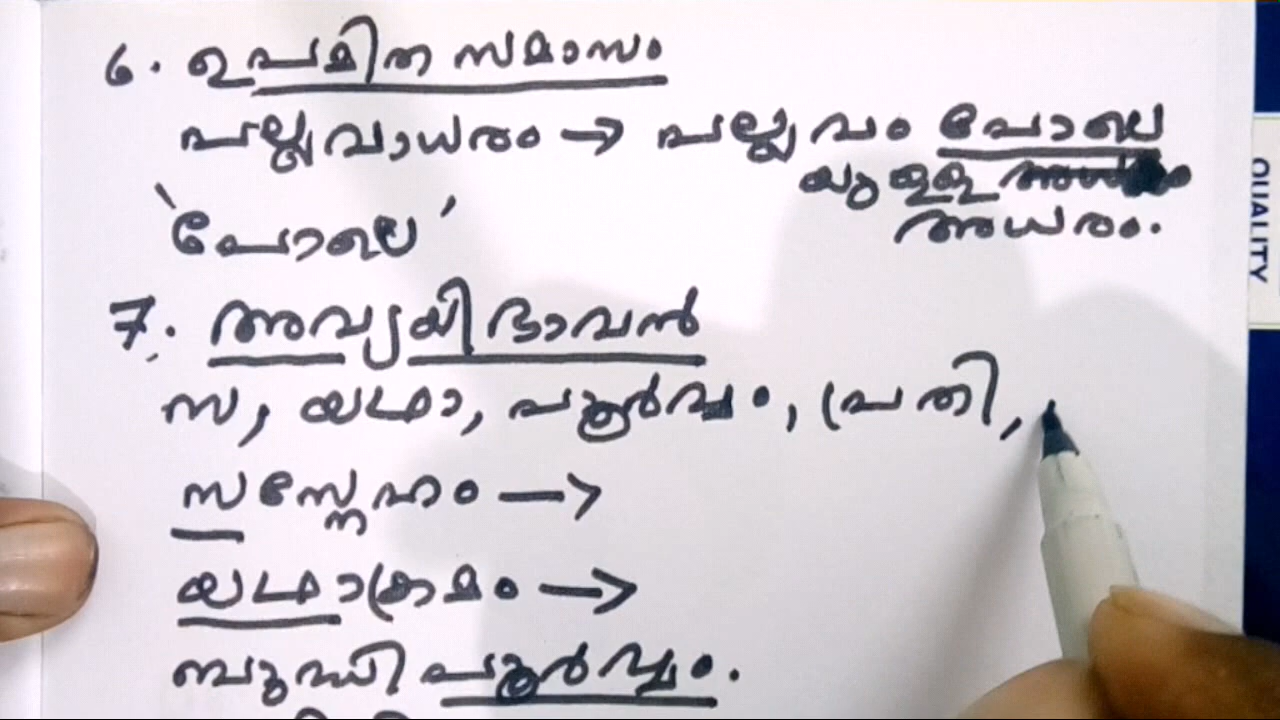 6. ഉപമിത സമാസം
പല്ലവാധരം → പല്ലവം പോലെ
യുള്ള
അധരം.
'പോലെ'
7. അവ്യയീഭാവൻ
സ, യഥാ, പൂർവ്വം, പ്രതി,
സസ്നേഹം →
യഥാക്രമം →
ബുദ്ധിപൂർവ്വം.
QUALITY